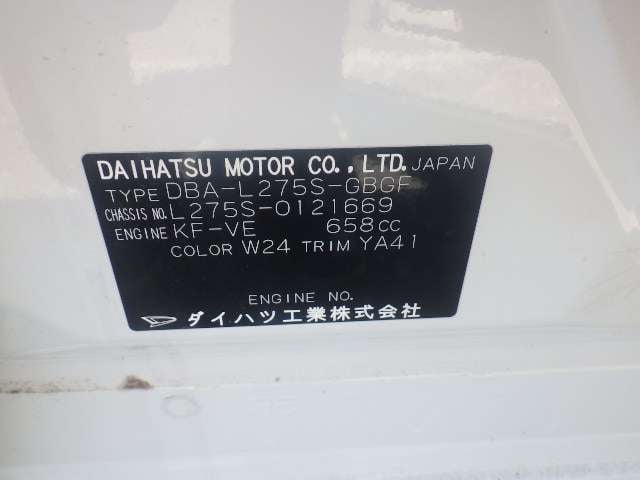 DAIHATSU MOTOR CO.,LTD. JAPAN
TYPE DBA-L275S-GBGF
CHASSIS NO. L275S-0121669
ENGINE KF-VE 658cc
COLOR W24 TRIM YA41
ENGINE NO.
ダイハツ工業株式会社